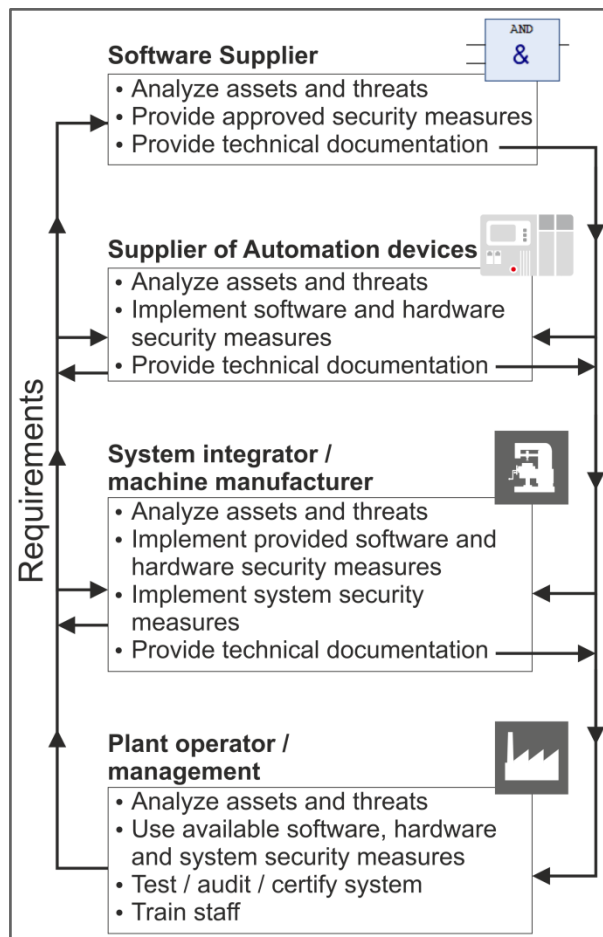 AND
&
Software Supplier
• Analyze assets and threats
• Provide approved security measures
• Provide technical documentation
Supplier of Automation devices
• Analyze assets and threats
• Implement software and hardware
security measures
• Provide technical documentation
Requirements
System integrator /
machine manufacturer
• Analyze assets and threats
• Implement provided software and
hardware security measures
• Implement system security
measures
• Provide technical documentation
Plant operator /
management
• Analyze assets and threats
• Use available software, hardware
and system security measures
• Test / audit / certify system
• Train staff